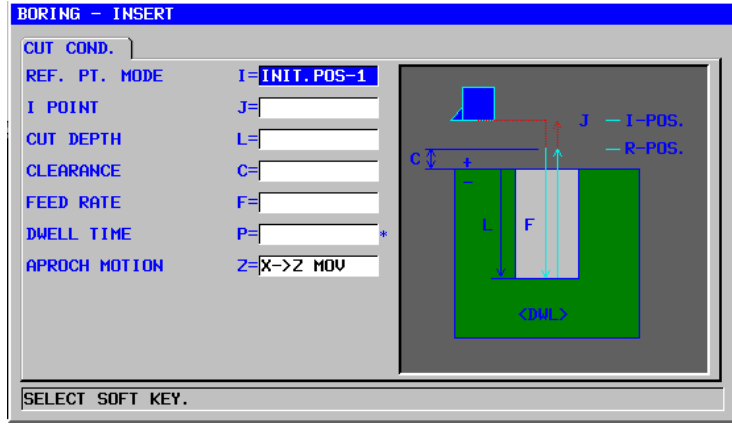 BORING - INSERT
CUT COND.
REF. PT. MODE I=INIT.POS-1
I POINT J=
CUT DEPTH L=
CLEARANCE C=
FEED RATE F=
DWELL TIME P= *
APROCH MOTION Z=X->Z MOV
J I-POS.
R-POS.
C
+
-
L F
<DWL>
SELECT SOFT KEY.